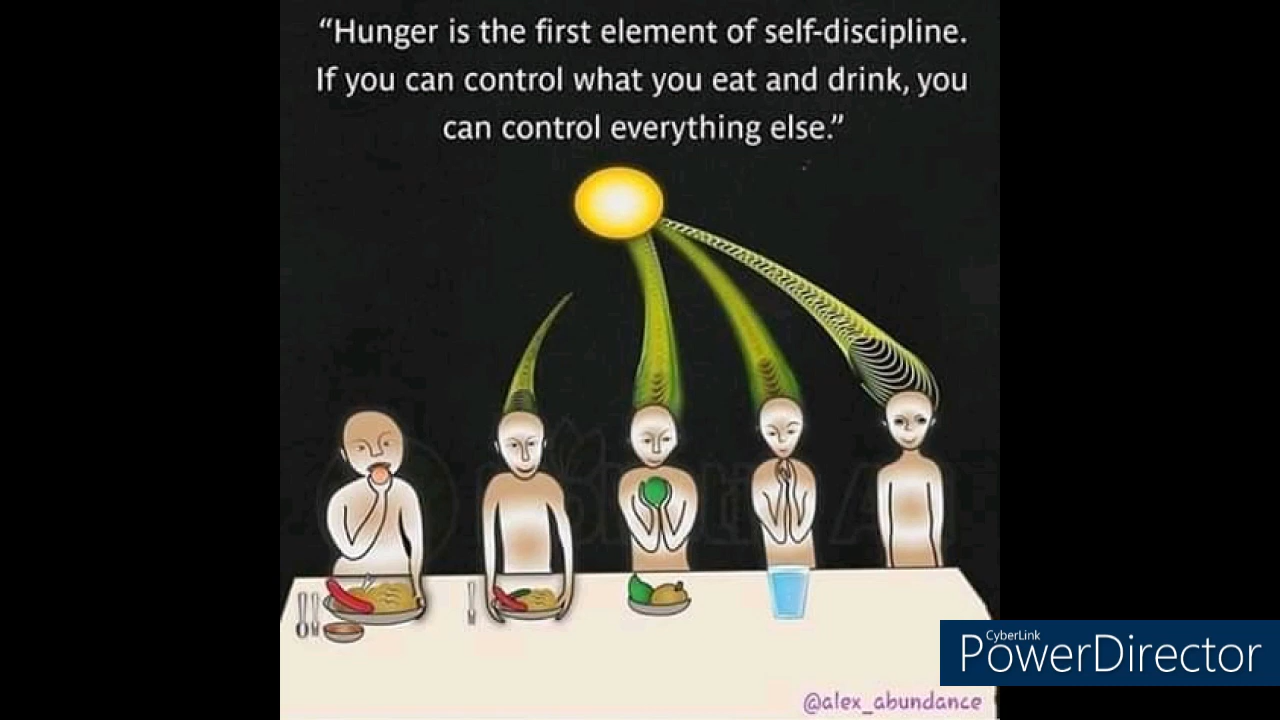 “Hunger is the first element of self-discipline.
If you can control what you eat and drink, you
can control everything else.”
CyberLink
PowerDirector
@alex_abundance